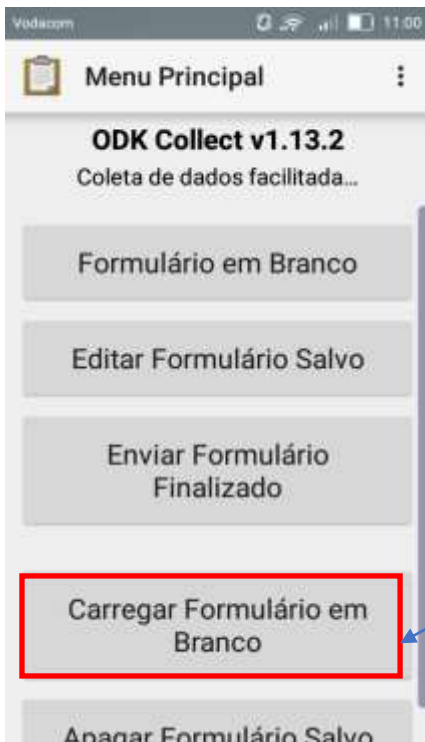 Vodacom 11:00
Menu Principal
ODK Collect v1.13.2
Coleta de dados facilitada...
Formulário em Branco
Editar Formulário Salvo
Enviar Formulário
Finalizado
Carregar Formulário em
Branco
Apagar Formulário Salvo